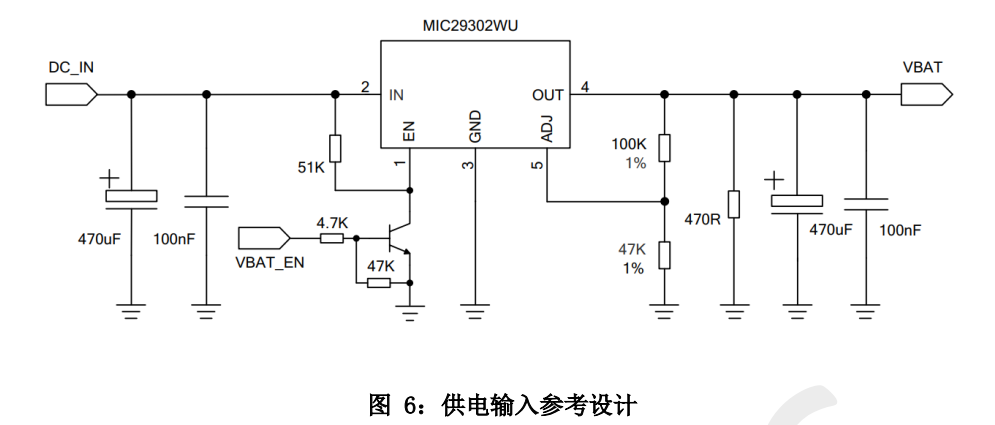 MIC29302WU
DC_IN
VBAT
2
IN
OUT
4
EN
GND
ADJ
1
3
5
51K
100K
1%
470uF
100nF
4.7K
VBAT_EN
47K
470R
47K
1%
470uF
100nF
图 6：供电输入参考设计